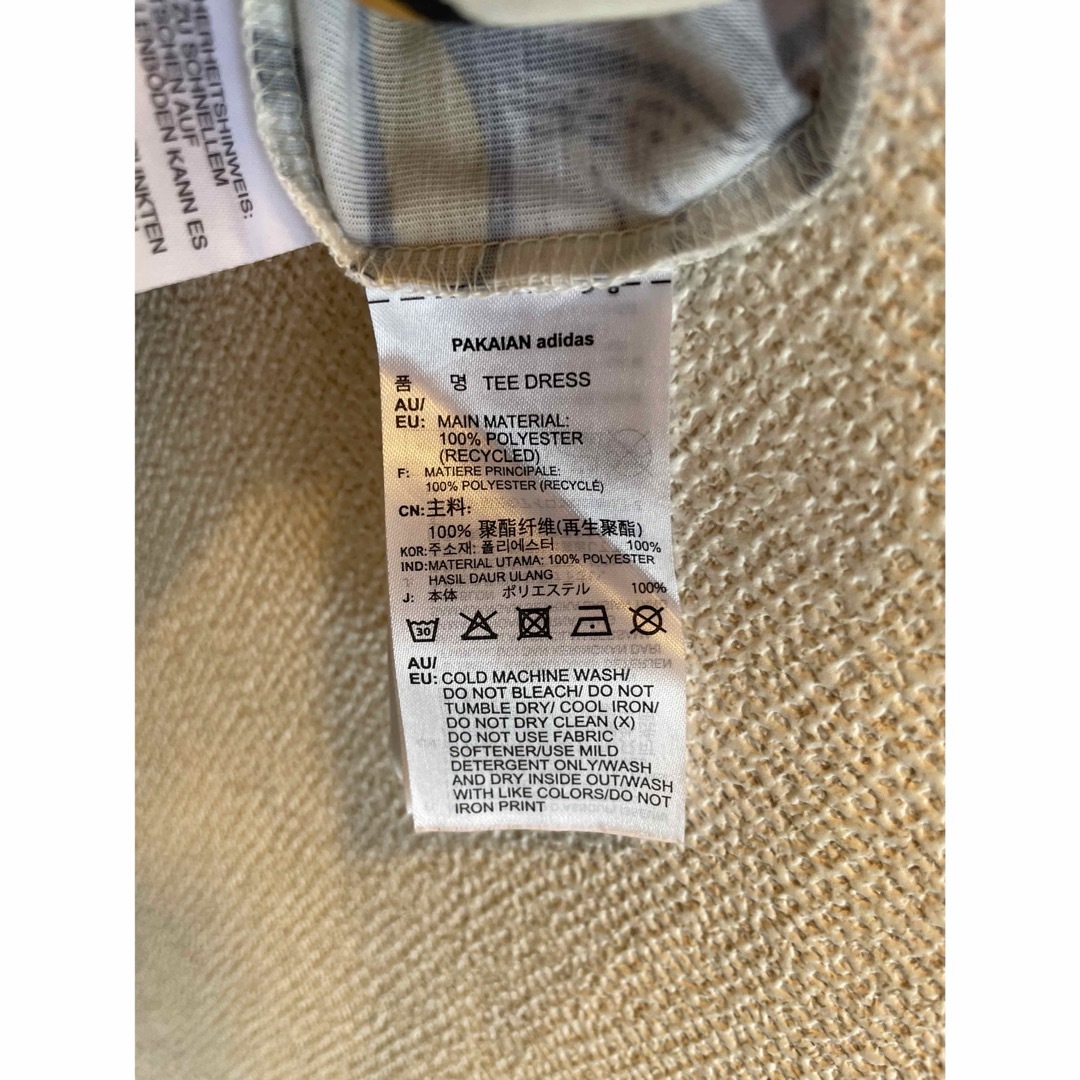 ZU SCHNELLEM
AUF
KANN ES
PAKAIAN adidas
품 명 TEE DRESS
AU/
EU: MAIN MATERIAL:
100% POLYESTER
(RECYCLED)
F: MATIERE PRINCIPALE:
100% POLYESTER (RECYCLÉ)
CN:主料:
100% 聚酯纤维(再生聚酯)
KOR:주소재: 폴리에스터 100%
IND:MATERIAL UTAMA: 100% POLYESTER
HASIL DAUR ULANG
J: 本体 ポリエステル 100%
30
AU/
EU: COLD MACHINE WASH/
DO NOT BLEACH/ DO NOT
TUMBLE DRY/ COOL IRON/
DO NOT DRY CLEAN (X)
DO NOT USE FABRIC
SOFTENER/USE MILD
DETERGENT ONLY/WASH
AND DRY INSIDE OUT/WASH
WITH LIKE COLORS/DO NOT
IRON PRINT